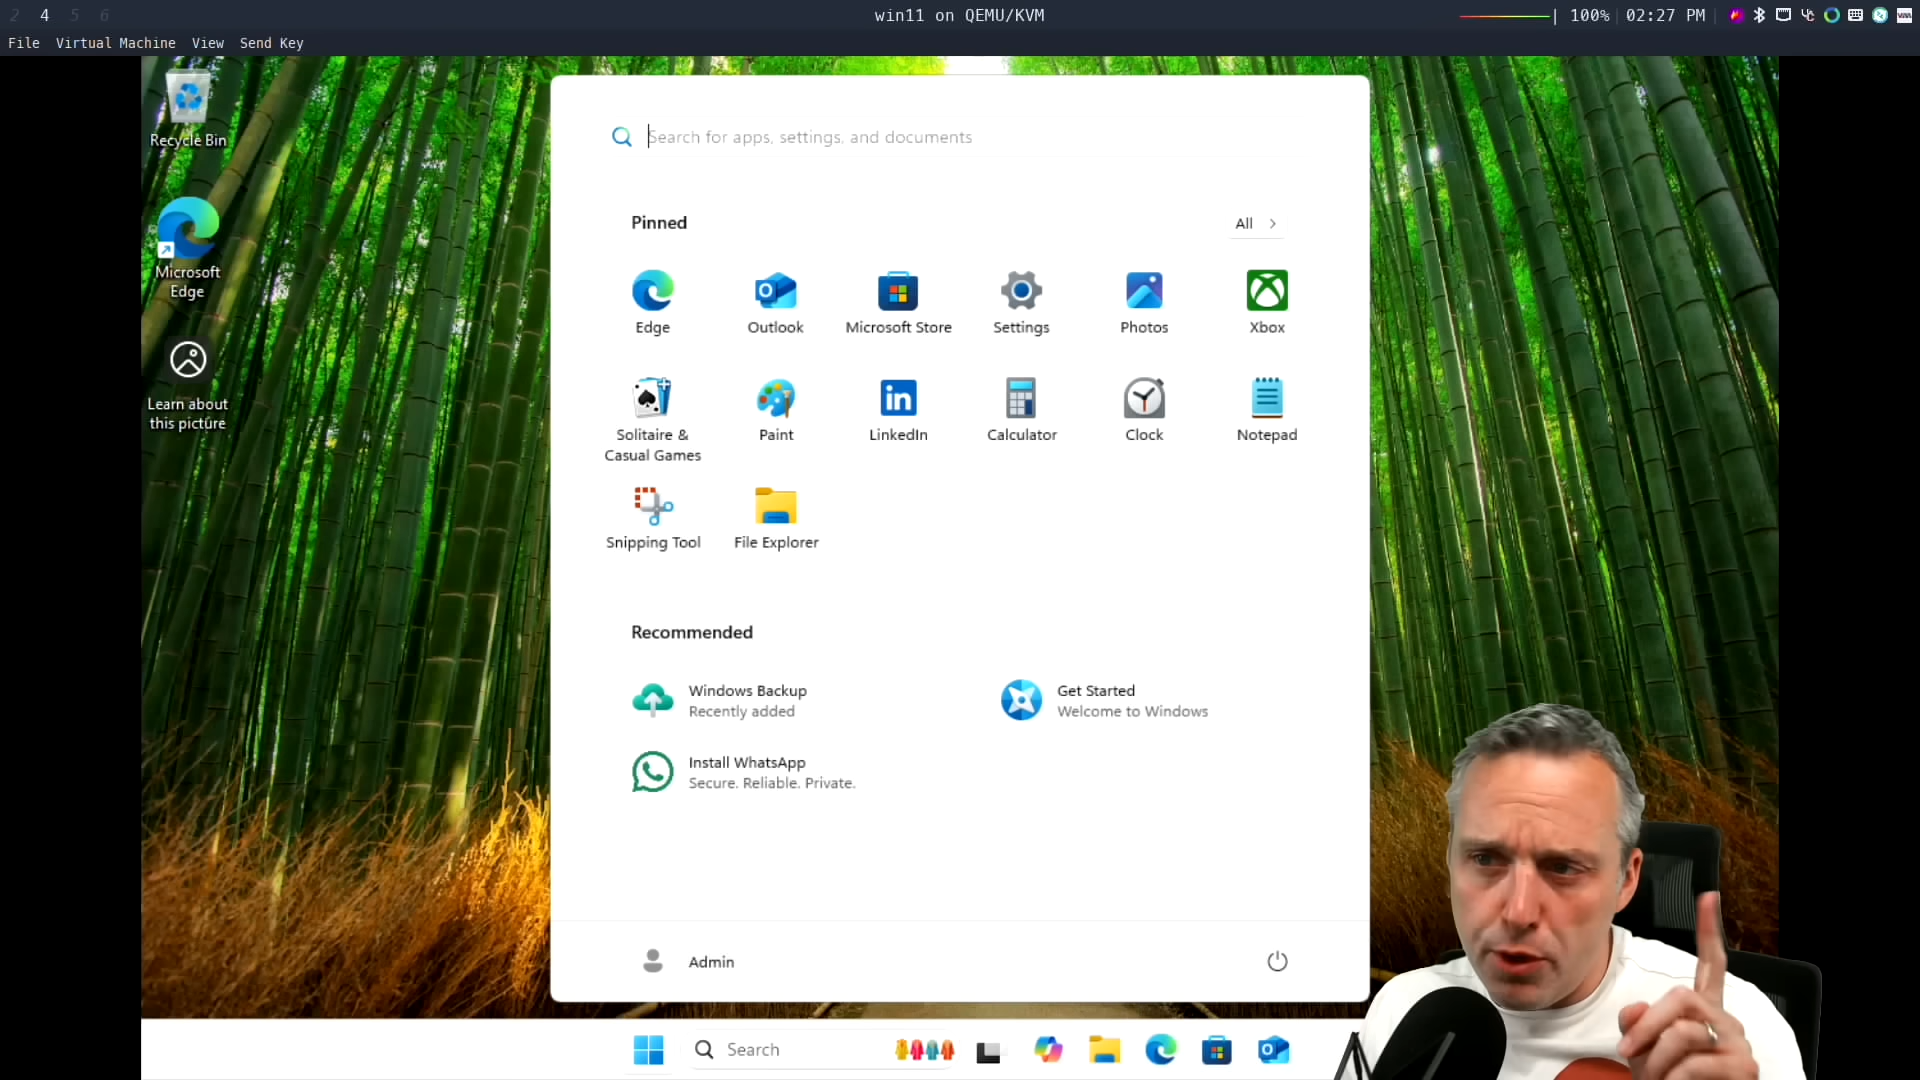 2 4 5 6
win11 on QEMU/KVM
100% 02:27 PM
File Virtual Machine View Send Key
Recycle Bin
Microsoft
Edge
Learn about
this picture
Search for apps, settings, and documents
Pinned
All
Edge
Outlook
Microsoft Store
Settings
Photos
Xbox
Solitaire &
Casual Games
Paint
LinkedIn
Calculator
Clock
Notepad
Snipping Tool
File Explorer
Recommended
Windows Backup
Recently added
Get Started
Welcome to Windows
Install WhatsApp
Secure. Reliable. Private.
Admin
Search